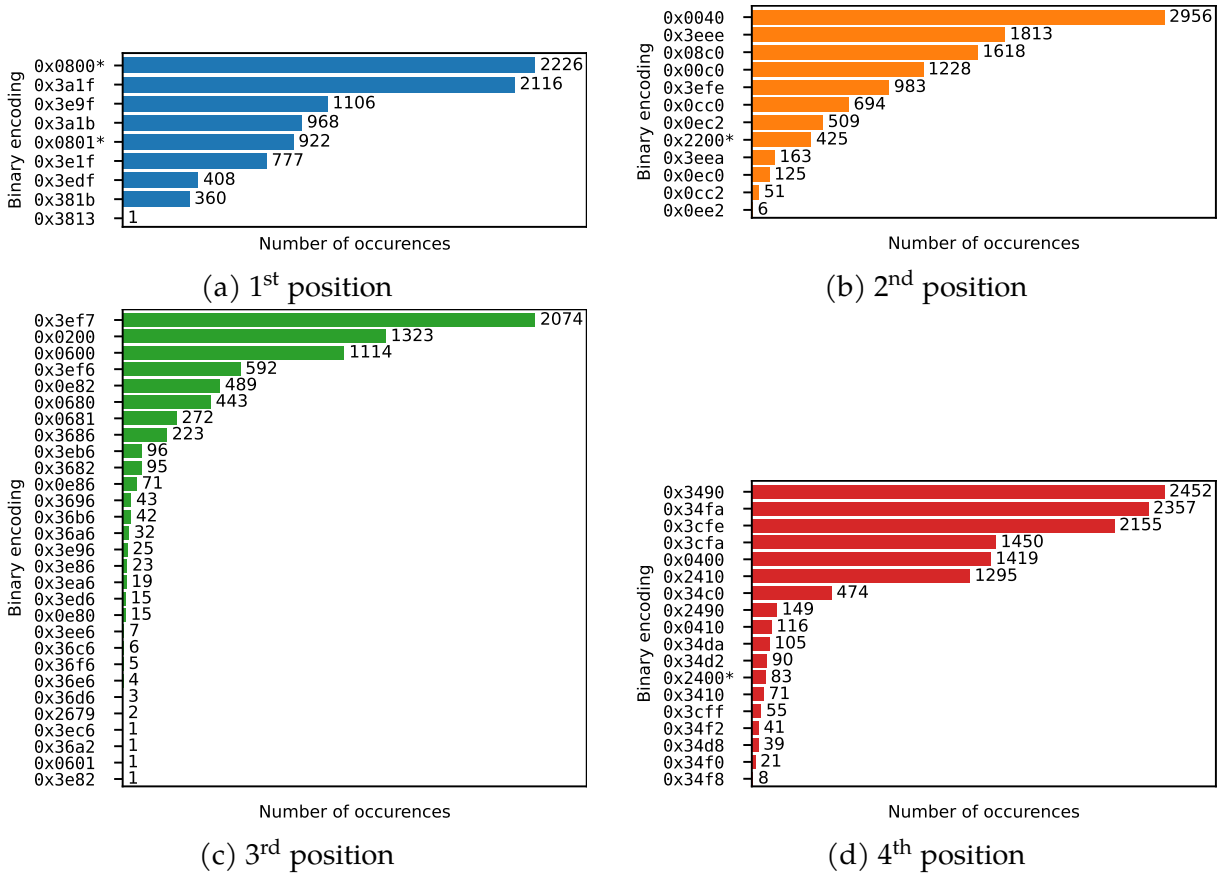 Binary encoding
0x0800* 2226
0x3a1f 2116
0x3e9f 1106
0x3a1b 968
0x0801* 922
0x3e1f 777
0x3edf 408
0x381b 360
0x3813 1
Number of occurences
(a) 1st position
Binary encoding
0x0040 2956
0x3eee 1813
0x08c0 1618
0x00c0 1228
0x3efe 983
0x0cc0 694
0x0ec2 509
0x2200* 425
0x3eea 163
0x0ec0 125
0x0cc2 51
0x0ee2 6
Number of occurences
(b) 2nd position
Binary encoding
0x3ef7 2074
0x0200 1323
0x0600 1114
0x3ef6 592
0x0e82 489
0x0680 443
0x0681 272
0x3686 223
0x3eb6 96
0x3682 95
0x0e86 71
0x3696 43
0x36b6 42
0x36a6 32
0x3e96 25
0x3e86 23
0x3ea6 19
0x3ed6 15
0x0e80 15
0x3ee6 7
0x36c6 6
0x36f6 5
0x36e6 4
0x36d6 3
0x2679 2
0x3ec6 1
0x36a2 1
0x0601 1
0x3e82 1
Number of occurences
(c) 3rd position
Binary encoding
0x3490 2452
0x34fa 2357
0x3cfe 2155
0x3cfa 1450
0x0400 1419
0x2410 1295
0x34c0 474
0x2490 149
0x0410 116
0x34da 105
0x34d2 90
0x2400* 83
0x3410 71
0x3cff 55
0x34f2 41
0x34d8 39
0x34f0 21
0x34f8 8
Number of occurences
(d) 4th position